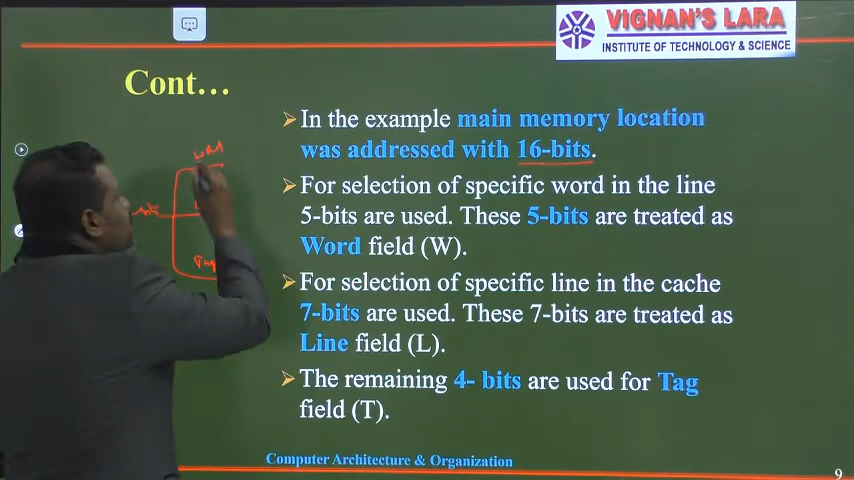 VIGNAN'S LARA
INSTITUTE OF TECHNOLOGY & SCIENCE
Cont…
In the example main memory location
was addressed with 16-bits.
For selection of specific word in the line
5-bits are used. These 5-bits are treated as
Word field (W).
For selection of specific line in the cache
7-bits are used. These 7-bits are treated as
Line field (L).
The remaining 4- bits are used for Tag
field (T).
Computer Architecture & Organization
9